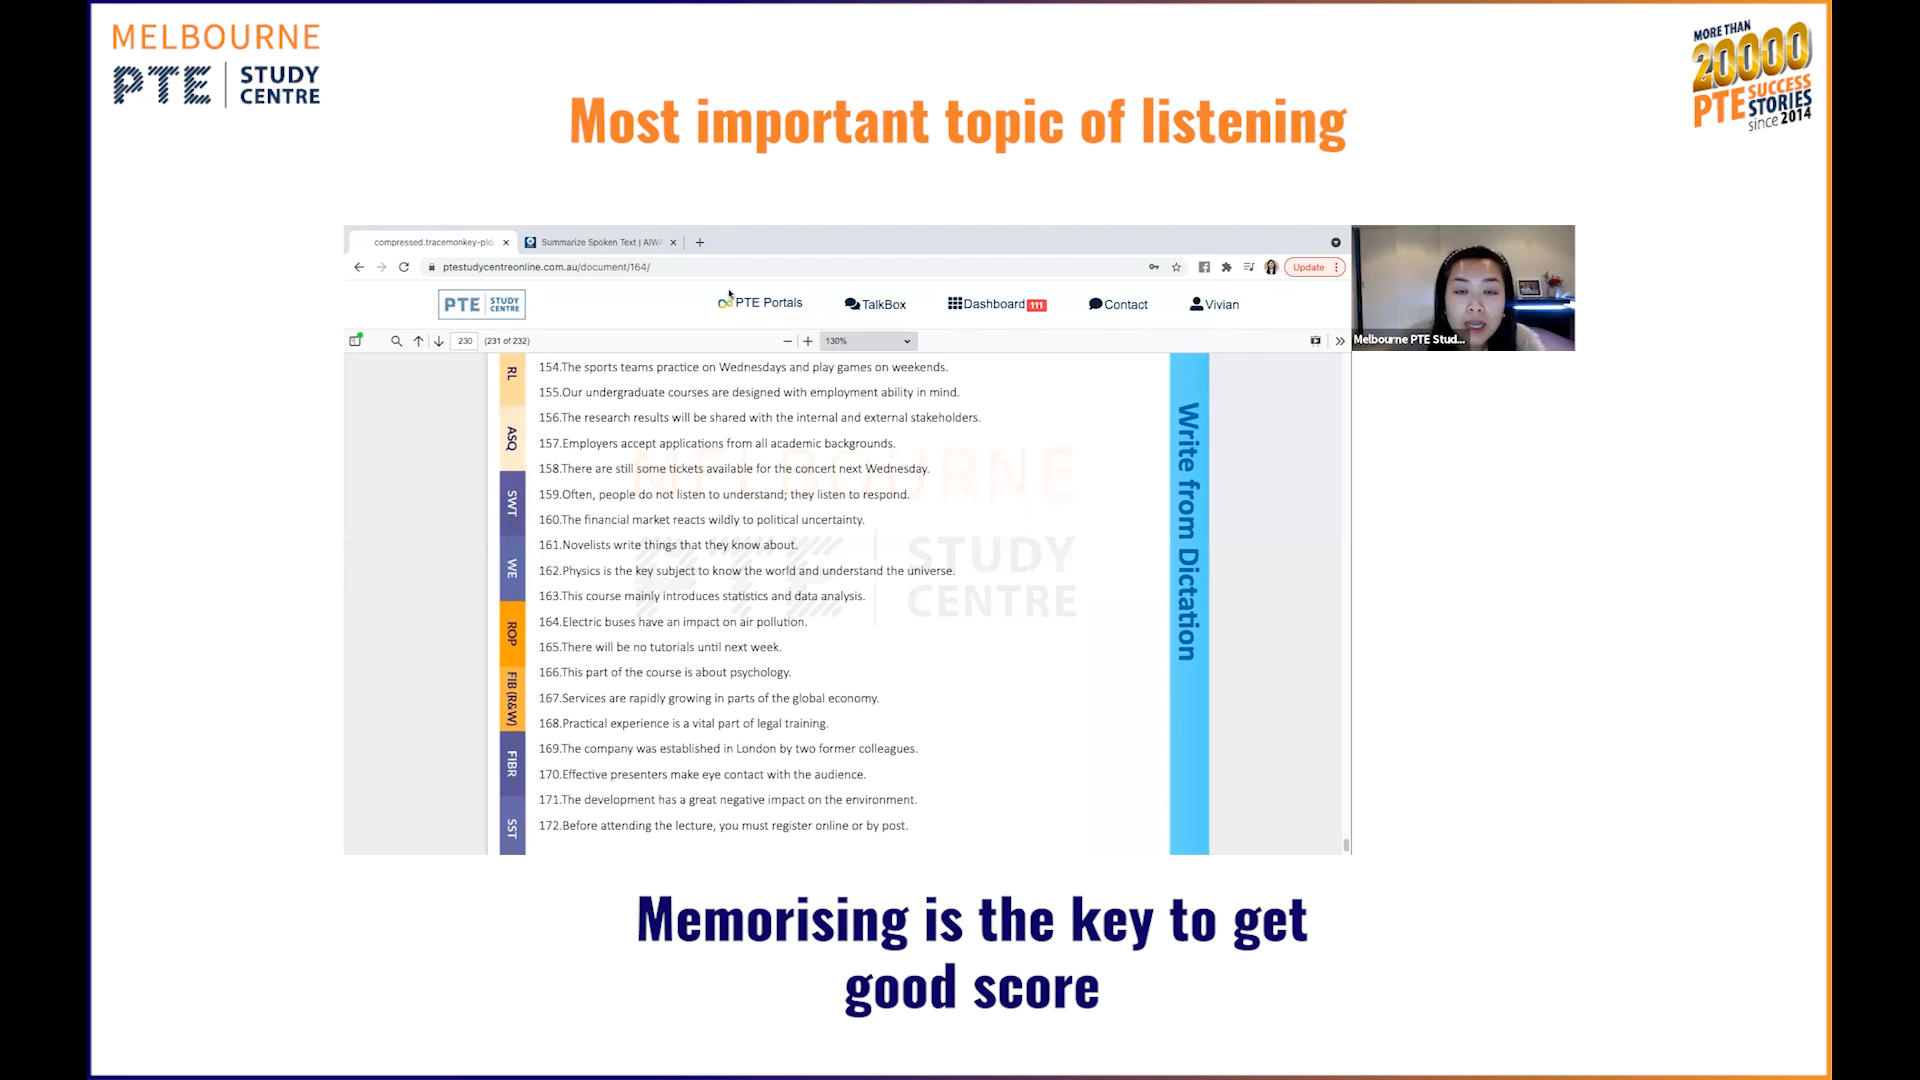 MELBOURNE
PTE STUDY CENTRE
MORE THAN
20000
PTE SUCCESS STORIES
since 2014
Most important topic of listening
Summarize Spoken Text | AIW
ptestudycentreonline.com.au/document/164/
Update
PTE STUDY CENTRE
PTE Portals
TalkBox
Dashboard 111
Contact
Vivian
230 (231 of 232)
130%
Melbourne PTE Stud...
RL
ASQ
SWT
WE
ROP
FIB (R&W)
FIBR
SST
154.The sports teams practice on Wednesdays and play games on weekends.
155.Our undergraduate courses are designed with employment ability in mind.
156.The research results will be shared with the internal and external stakeholders.
157.Employers accept applications from all academic backgrounds.
158.There are still some tickets available for the concert next Wednesday.
159.Often, people do not listen to understand; they listen to respond.
160.The financial market reacts wildly to political uncertainty.
161.Novelists write things that they know about.
162.Physics is the key subject to know the world and understand the universe.
163.This course mainly introduces statistics and data analysis.
164.Electric buses have an impact on air pollution.
165.There will be no tutorials until next week.
166.This part of the course is about psychology.
167.Services are rapidly growing in parts of the global economy.
168.Practical experience is a vital part of legal training.
169.The company was established in London by two former colleagues.
170.Effective presenters make eye contact with the audience.
171.The development has a great negative impact on the environment.
172.Before attending the lecture, you must register online or by post.
MELBOURNE
PTE STUDY CENTRE
Write from Dictation
Memorising is the key to get
good score